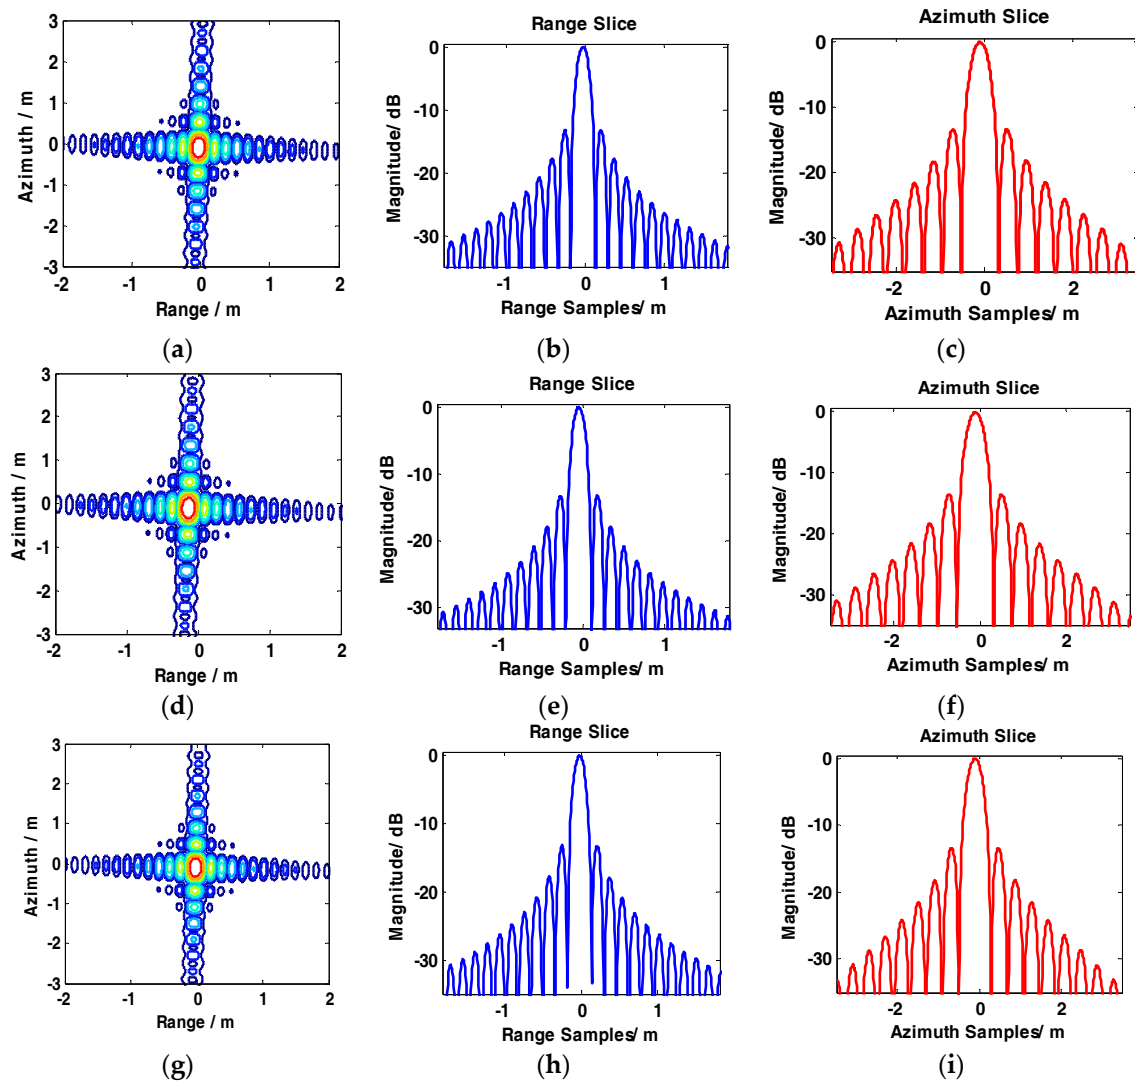 Range Slice
Azimuth Slice
3
2
1
0
-1
-2
-3
Azimuth / m
-2
-1
0
1
2
Range / m
0
-10
-20
-30
Magnitude/ dB
-1
0
1
Range Samples/ m
0
-10
-20
-30
Magnitude/ dB
-2
0
2
Azimuth Samples/ m
(a)
(b)
(c)
Range Slice
Azimuth Slice
3
2
1
0
-1
-2
-3
Azimuth / m
-2
-1
0
1
2
Range / m
0
-10
-20
-30
Magnitude/ dB
-1
0
1
Range Samples/ m
0
-10
-20
-30
Magnitude/ dB
-2
0
2
Azimuth Samples/ m
(d)
(e)
(f)
Range Slice
Azimuth Slice
3
2
1
0
-1
-2
-3
Azimuth / m
-2
-1
0
1
2
Range / m
0
-10
-20
-30
Magnitude/ dB
-1
0
1
Range Samples/ m
0
-10
-20
-30
Magnitude/ dB
-2
0
2
Azimuth Samples/ m
(g)
(h)
(i)